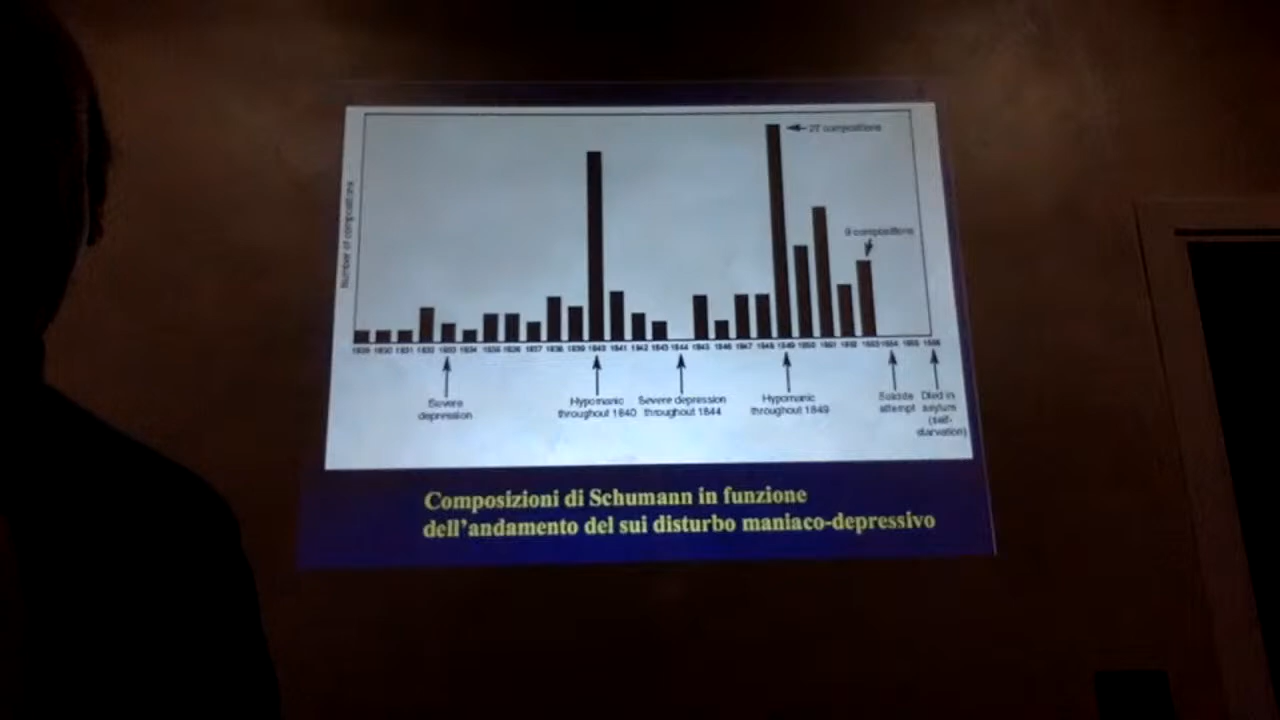 Number of compositions
27 compositions
9 compositions
1829 1830 1831 1832 1833 1834 1835 1836 1837 1838 1839 1840 1841 1842 1843 1844 1845 1846 1847 1848 1849 1850 1851 1852 1853 1854 1855 1856
Severe
depression
Hypomanic
throughout 1840
Severe depression
throughout 1844
Hypomanic
throughout 1849
Suicide
attempt
Died in
asylum
(self-
starvation)
Composizioni di Schumann in funzione
dell'andamento del sui disturbo maniaco-depressivo